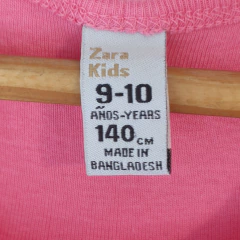 Zara
Kids
9-10
AÑOS-YEARS
140 CM
MADE IN
BANGLADESH